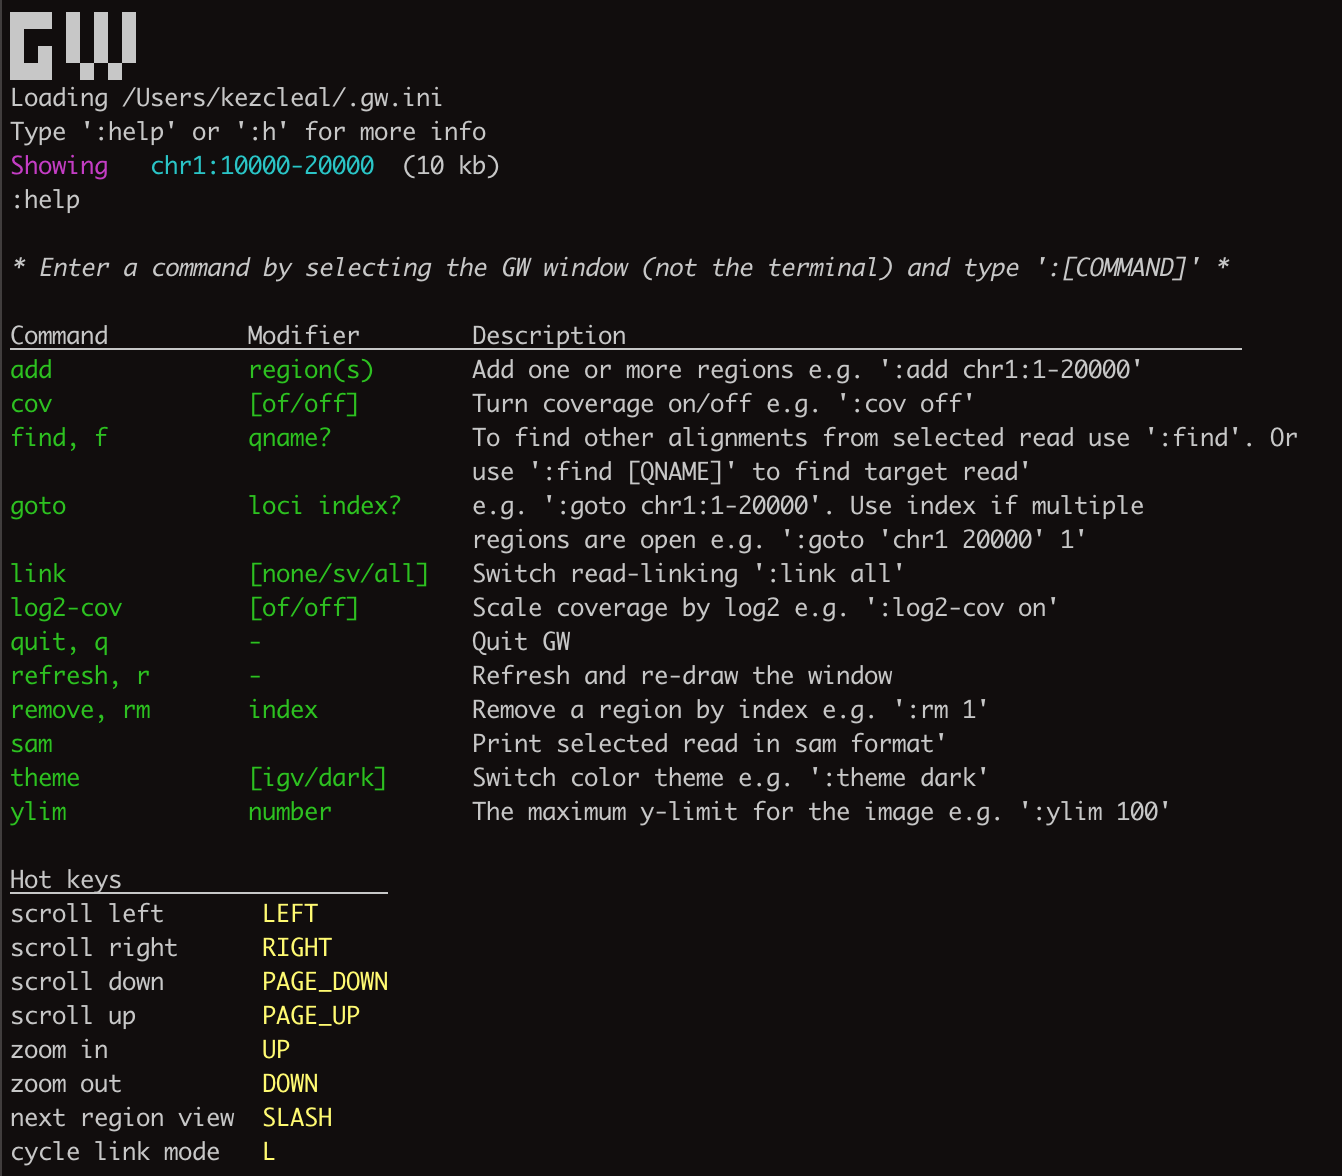 GW
Loading /Users/kezcleal/.gw.ini
Type ':help' or ':h' for more info
Showing   chr1:10000-20000  (10 kb)
:help
* Enter a command by selecting the GW window (not the terminal) and type ':[COMMAND]' *
Command          Modifier        Description
add              region(s)       Add one or more regions e.g. ':add chr1:1-20000'
cov              [of/off]        Turn coverage on/off e.g. ':cov off'
find, f          qname?          To find other alignments from selected read use ':find'. Or
                                 use ':find [QNAME]' to find target read'
goto             loci index?     e.g. ':goto chr1:1-20000'. Use index if multiple
                                 regions are open e.g. ':goto 'chr1 20000' 1'
link             [none/sv/all]   Switch read-linking ':link all'
log2-cov         [of/off]        Scale coverage by log2 e.g. ':log2-cov on'
quit, q          -               Quit GW
refresh, r       -               Refresh and re-draw the window
remove, rm       index           Remove a region by index e.g. ':rm 1'
sam                              Print selected read in sam format'
theme            [igv/dark]      Switch color theme e.g. ':theme dark'
ylim             number          The maximum y-limit for the image e.g. ':ylim 100'
Hot keys
scroll left       LEFT
scroll right      RIGHT
scroll down       PAGE_DOWN
scroll up         PAGE_UP
zoom in           UP
zoom out          DOWN
next region view  SLASH
cycle link mode   L